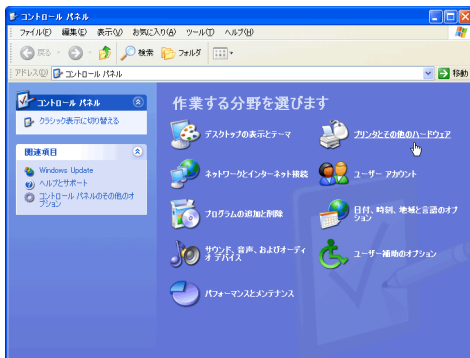 コントロール パネル
ファイル(F) 編集(E) 表示(V) お気に入り(A) ツール(T) ヘルプ(H)
戻る 検索 フォルダ
アドレス(D) コントロール パネル 移動
コントロール パネル
クラシック表示に切り替える
関連項目
Windows Update
ヘルプとサポート
コントロール パネルのその他のオ
プション
作業する分野を選びます
デスクトップの表示とテーマ
プリンタとその他のハードウェア
ネットワークとインターネット接続
ユーザー アカウント
プログラムの追加と削除
日付、時刻、地域と言語のオプ
ション
サウンド、音声、およびオーディ
オ デバイス
ユーザー補助のオプション
パフォーマンスとメンテナンス